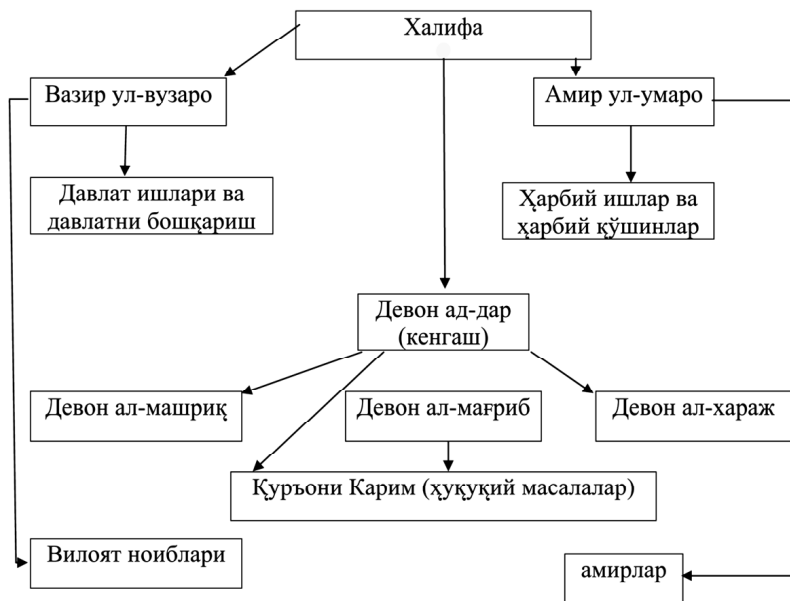 Халифа
Вазир ул-вузаро
Амир ул-умаро
Давлат ишлари ва
давлатни бошқариш
Ҳарбий ишлар ва
ҳарбий қўшинлар
Девон ад-дар
(кенгаш)
Девон ал-машриқ
Девон ал-мағриб
Девон ал-хараж
Қуръони Карим (ҳуқуқий масалалар)
Вилоят ноиблари
амирлар